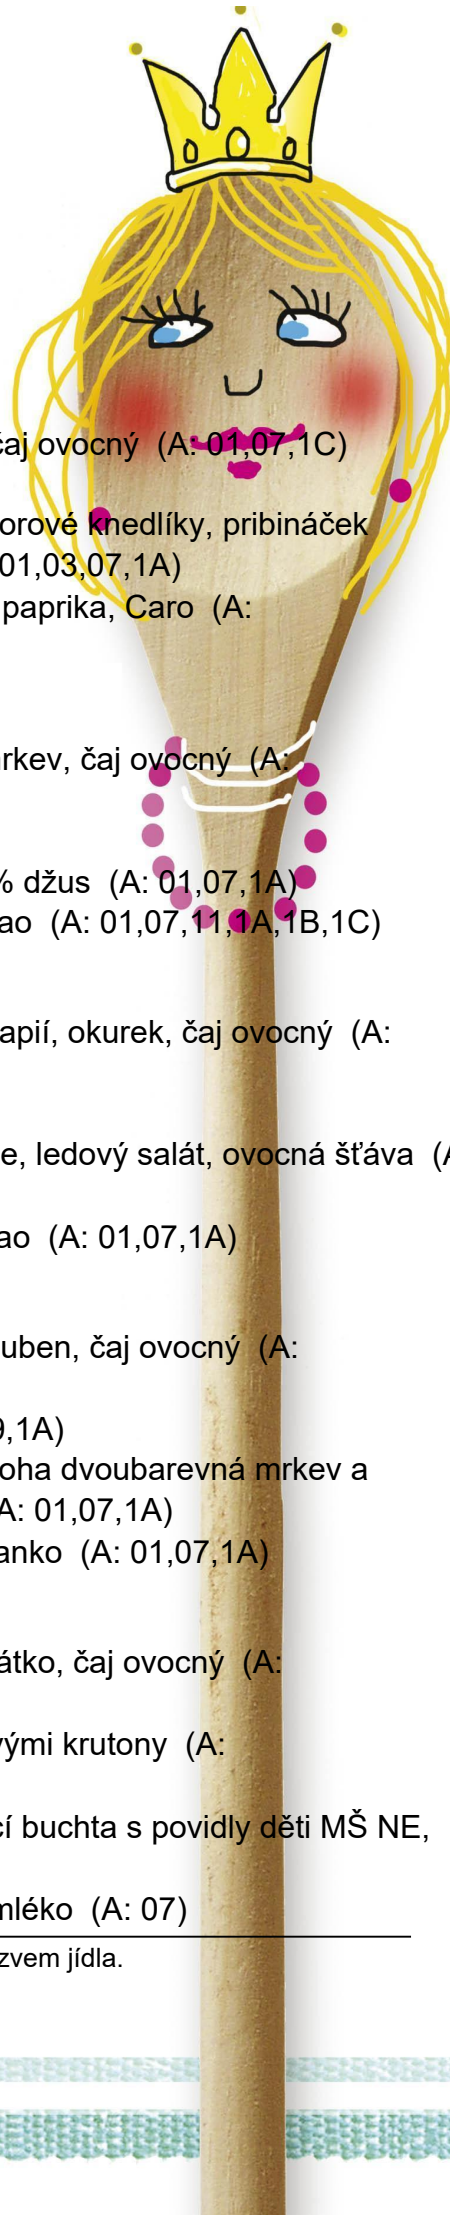 čaj ovocný (A: 01,07,1C)
orové knedlíky, pribináček
01,03,07,1A)
paprika, Caro (A:
rkev, čaj ovocný (A:
% džus (A: 01,07,1A)
ao (A: 01,07,11,1A,1B,1C)
apií, okurek, čaj ovocný (A:
e, ledový salát, ovocná šťáva (A
ao (A: 01,07,1A)
uben, čaj ovocný (A:
9,1A)
oha dvoubarevná mrkev a
A: 01,07,1A)
anko (A: 01,07,1A)
átko, čaj ovocný (A:
vými krutony (A:
cí buchta s povidly děti MŠ NE,
mléko (A: 07)
zvem jídla.